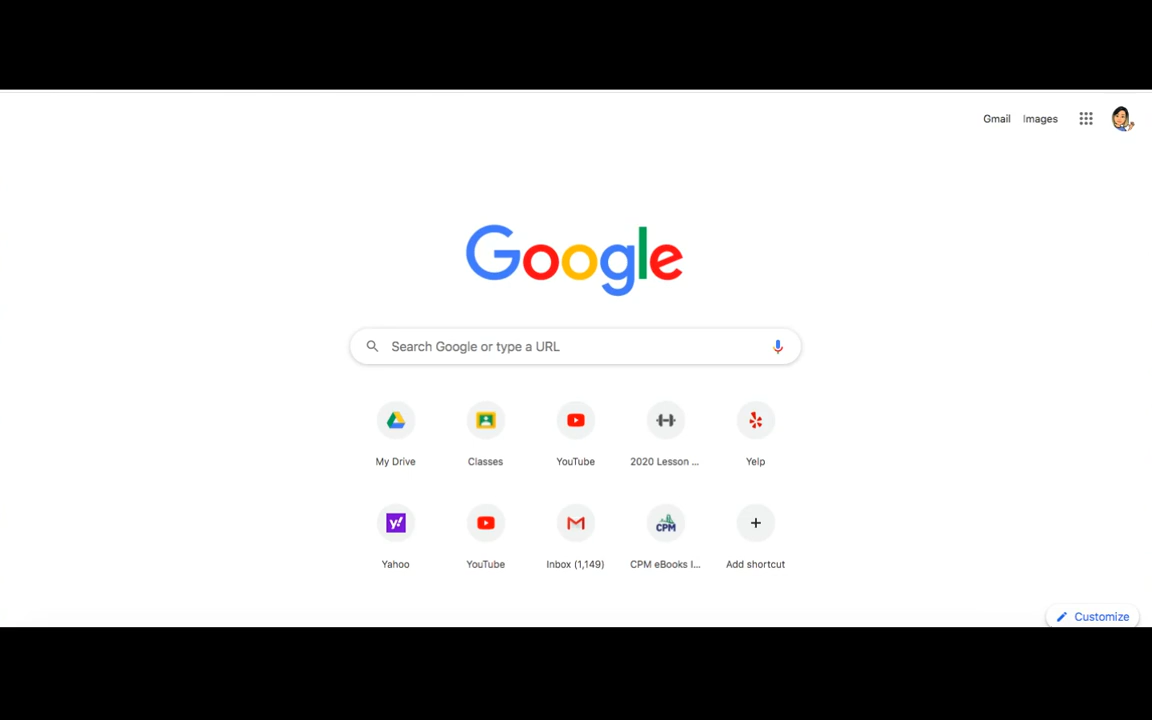 Gmail Images
Google
Search Google or type a URL
My Drive Classes YouTube 2020 Lesson ... Yelp
y!
CPM
Yahoo YouTube Inbox (1,149) CPM eBooks I... Add shortcut
Customize